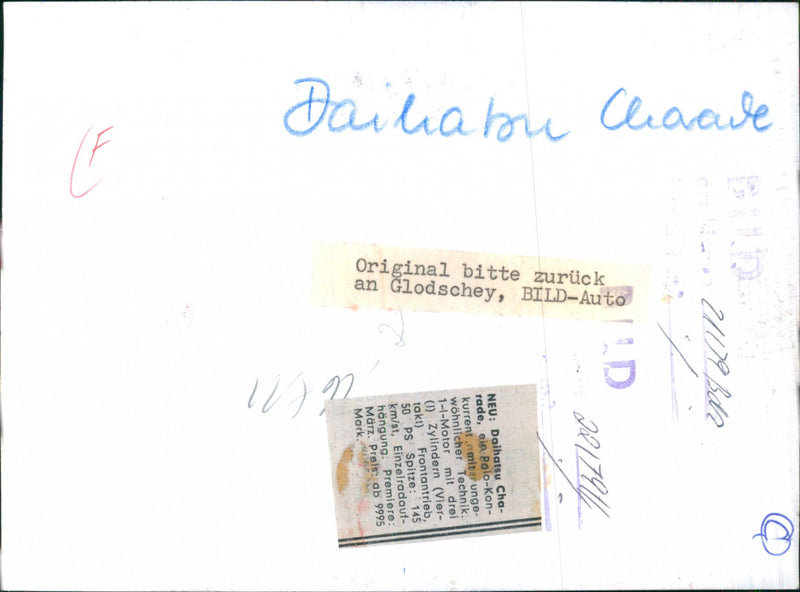 Daihatsu Charade
F
Original bitte zurück
an Glodschey, BILD-Auto
BILD
BILD
NEU: Daihatsu Cha-
rade, ein Polo-Kon-
kurrent mit unge-
wöhnlicher Technik.
1-l-Motor mit drei
(!) Zylindern (Vier-
takt) Frontantrieb,
50 PS Spitze: 145
km/st, Einzelradauf-
hängung. Premiere:
März. Preis: ab 9995
Mark.